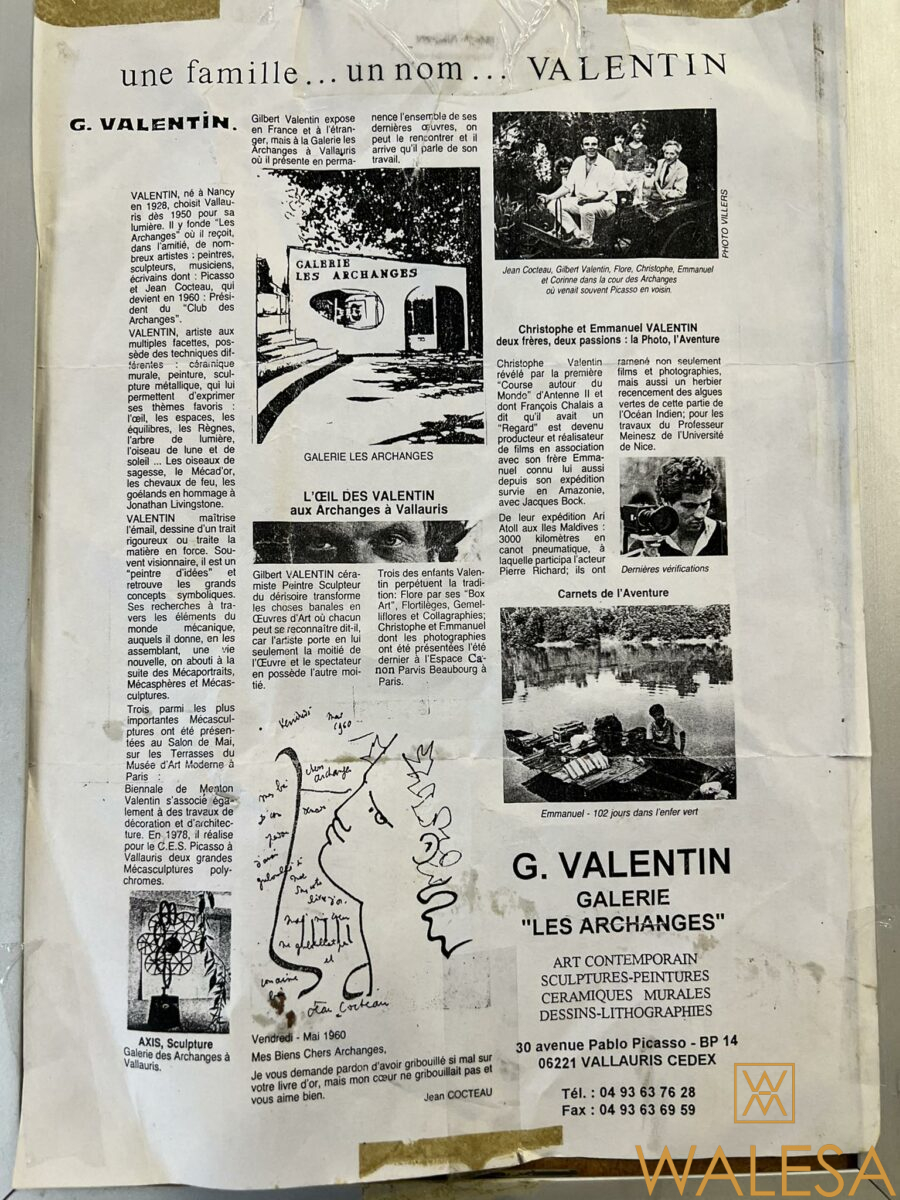 une famille... un nom... VALENTIN
G. VALENTIN.
VALENTIN, né à Nancy
en 1928, choisit Vallau-
ris dès 1950 pour sa
lumière. Il y fonde "Les
Archanges" où il reçoit,
dans l'amitié, de nom-
breux artistes : peintres,
sculpteurs, musiciens,
écrivains dont : Picasso
et Jean Cocteau, qui
devient en 1960 : Prési-
dent du "Club des
Archanges".
VALENTIN, artiste aux
multiples facettes, pos-
sède des techniques dif-
férentes : céramique
murale, peinture, scul-
pture métallique, qui lui
permettent d'exprimer
ses thèmes favoris :
l'œil, les espaces, les
équilibres, les Règnes,
l'arbre de lumière,
l'oiseau de lune et de
soleil ... Les oiseaux de
sagesse, le Mécad'or,
les chevaux de feu, les
goélands en hommage à
Jonathan Livingstone.
VALENTIN maîtrise
l'émail, dessine d'un trait
rigoureux ou traite la
matière en force. Sou-
vent visionnaire, il est un
"peintre d'idées" et
retrouve les grands
concepts symboliques.
Ses recherches à tra-
vers les éléments du
monde mécanique,
auquels il donne, en les
assemblant, une vie
nouvelle, on abouti à la
suite des Mécaportraits,
Mécasphères et Mécas-
culptures.
Trois parmi les plus
importantes Mécascul-
ptures ont été présen-
tées au Salon de Mai,
sur les Terrasses du
Musée d'Art Moderne à
Paris :
Biennale de Menton
Valentin s'associe éga-
lement à des travaux de
décoration et d'architec-
ture. En 1978, il réalise
pour le C.E.S. Picasso à
Vallauris deux grandes
Mécasculptures poly-
chromes.
AXIS, Sculpture
Galerie des Archanges à
Vallauris.
Gilbert Valentin expose
en France et à l'étran-
ger, mais à la Galerie les
Archanges à Vallauris
où il présente en perma-
nence l'ensemble de ses
dernières œuvres, on
peut le rencontrer et il
arrive qu'il parle de son
travail.
GALERIE
LES ARCHANGES
GALERIE LES ARCHANGES
L'ŒIL DES VALENTIN
aux Archanges à Vallauris
Gilbert VALENTIN céra-
miste Peintre Sculpteur
du dérisoire transforme
les choses banales en
Œuvres d'Art où chacun
peut se reconnaître dit-il,
car l'artiste porte en lui
seulement la moitié de
l'Œuvre et le spectateur
en possède l'autre moi-
tié.
Trois des enfants Valen-
tin perpétuent la tradi-
tion: Flore par ses "Box
Art", Flortilèges, Gemel-
liflores et Collagraphies;
Christophe et Emmanuel
dont les photographies
ont été présentées l'été
dernier à l'Espace Ca-
non Parvis Beaubourg à
Paris.
Vendredi mai
1960
chers
archanges
Jean Cocteau
Vendredi - Mai 1960
Mes Biens Chers Archanges,
Je vous demande pardon d'avoir gribouillé si mal sur
votre livre d'or, mais mon cœur ne gribouillait pas et
vous aime bien.
Jean COCTEAU
PHOTO VILLERS
Jean Cocteau, Gilbert Valentin, Flore, Christophe, Emmanuel
et Corinne dans la cour des Archanges
où venait souvent Picasso en voisin.
Christophe et Emmanuel VALENTIN
deux frères, deux passions : la Photo, l'Aventure
Christophe Valentin
révélé par la première
"Course autour du
Monde" d'Antenne II et
dont François Chalais a
dit qu'il avait un
"Regard" est devenu
producteur et réalisateur
de films en association
avec son frère Emma-
nuel connu lui aussi
depuis son expédition
survie en Amazonie,
avec Jacques Bock.
De leur expédition Ari
Atoll aux Iles Maldives :
3000 kilomètres en
canot pneumatique, à
laquelle participa l'acteur
Pierre Richard; ils ont
ramené non seulement
films et photographies,
mais aussi un herbier
recencement des algues
vertes de cette partie de
l'Océan Indien; pour les
travaux du Professeur
Meinesz de l'Université
de Nice.
Dernières vérifications
Carnets de l'Aventure
Emmanuel - 102 jours dans l'enfer vert
G. VALENTIN
GALERIE
"LES ARCHANGES"
ART CONTEMPORAIN
SCULPTURES-PEINTURES
CERAMIQUES MURALES
DESSINS-LITHOGRAPHIES
30 avenue Pablo Picasso - BP 14
06221 VALLAURIS CEDEX
Tél. : 04 93 63 76 28
Fax : 04 93 63 69 59
WALESA